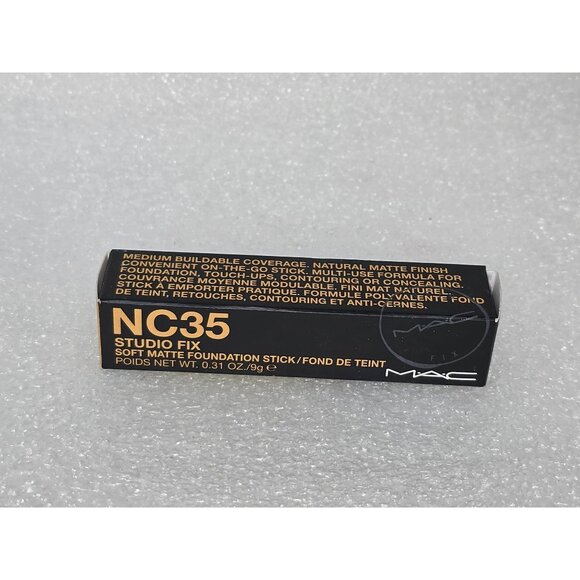 MEDIUM BUILDABLE COVERAGE. NATURAL MATTE FINISH
CONVENIENT ON-THE-GO STICK. MULTI-USE FORMULA FOR
FOUNDATION, TOUCH-UPS, CONTOURING OR CONCEALING.
COUVRANCE MOYENNE MODULABLE. FINI MAT NATUREL.
STICK À EMPORTER PRATIQUE. FORMULE POLYVALENTE FOND
DE TEINT, RETOUCHES, CONTOURING ET ANTI-CERNES.
NC35
STUDIO FIX
SOFT MATTE FOUNDATION STICK/FOND DE TEINT
POIDS NET WT. 0.31 OZ./9g e
MAC
FIX
MAC